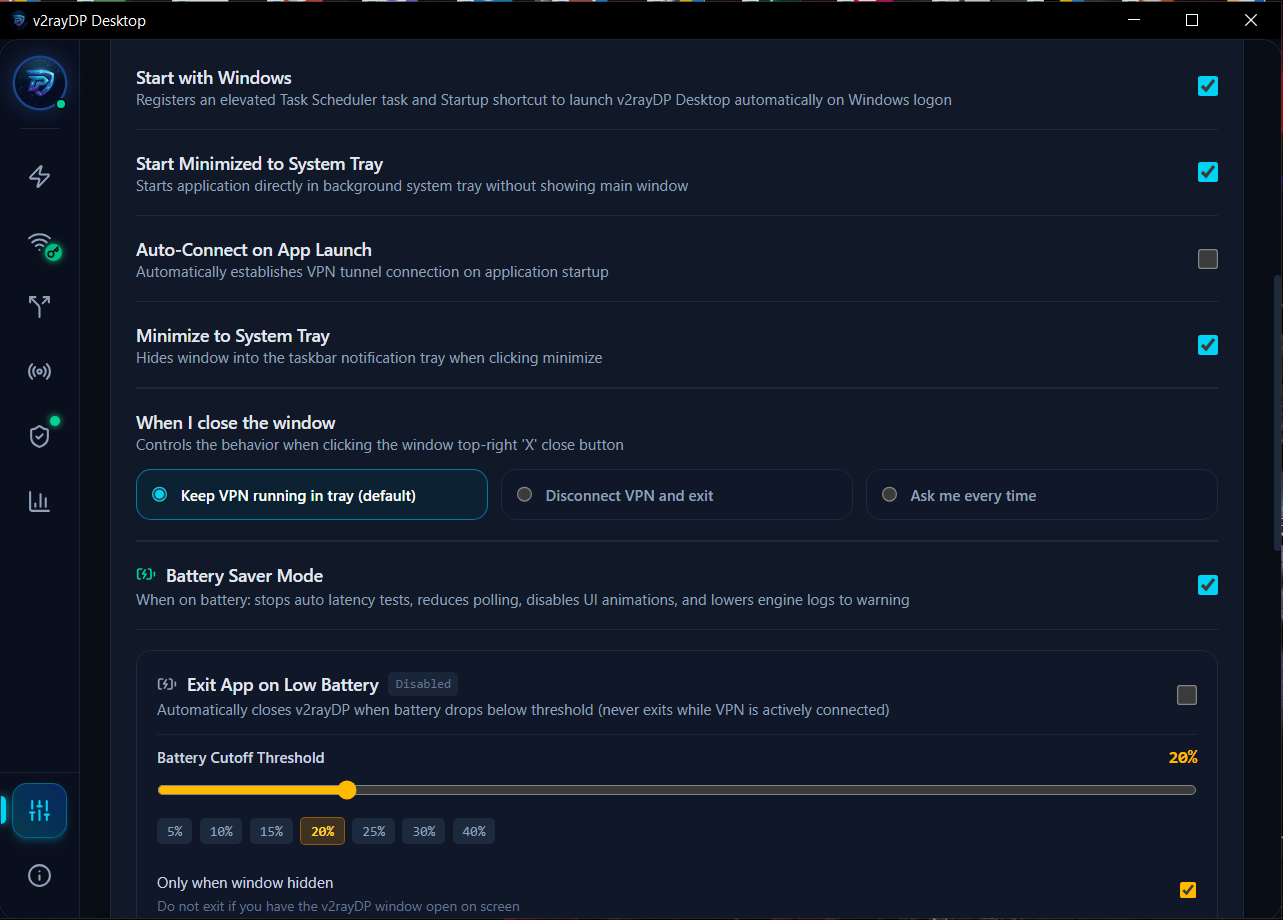 v2rayDP Desktop
Start with Windows
Registers an elevated Task Scheduler task and Startup shortcut to launch v2rayDP Desktop automatically on Windows logon
Start Minimized to System Tray
Starts application directly in background system tray without showing main window
Auto-Connect on App Launch
Automatically establishes VPN tunnel connection on application startup
Minimize to System Tray
Hides window into the taskbar notification tray when clicking minimize
When I close the window
Controls the behavior when clicking the window top-right 'X' close button
Keep VPN running in tray (default)
Disconnect VPN and exit
Ask me every time
Battery Saver Mode
When on battery: stops auto latency tests, reduces polling, disables UI animations, and lowers engine logs to warning
Exit App on Low Battery
Disabled
Automatically closes v2rayDP when battery drops below threshold (never exits while VPN is actively connected)
Battery Cutoff Threshold
20%
5%
10%
15%
20%
25%
30%
40%
Only when window hidden
Do not exit if you have the v2rayDP window open on screen